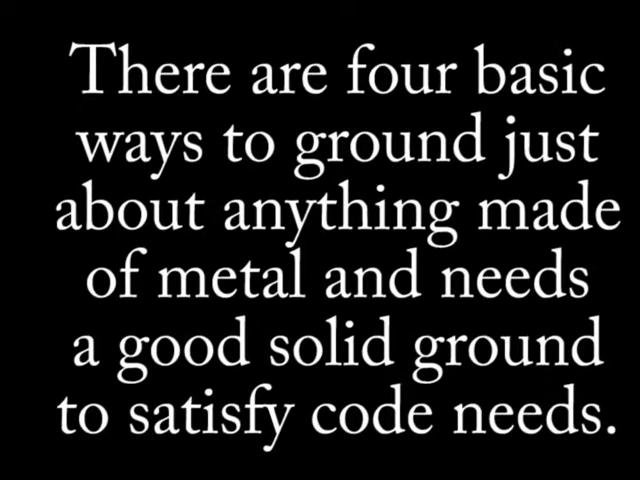 There are four basic
ways to ground just
about anything made
of metal and needs
a good solid ground
to satisfy code needs.